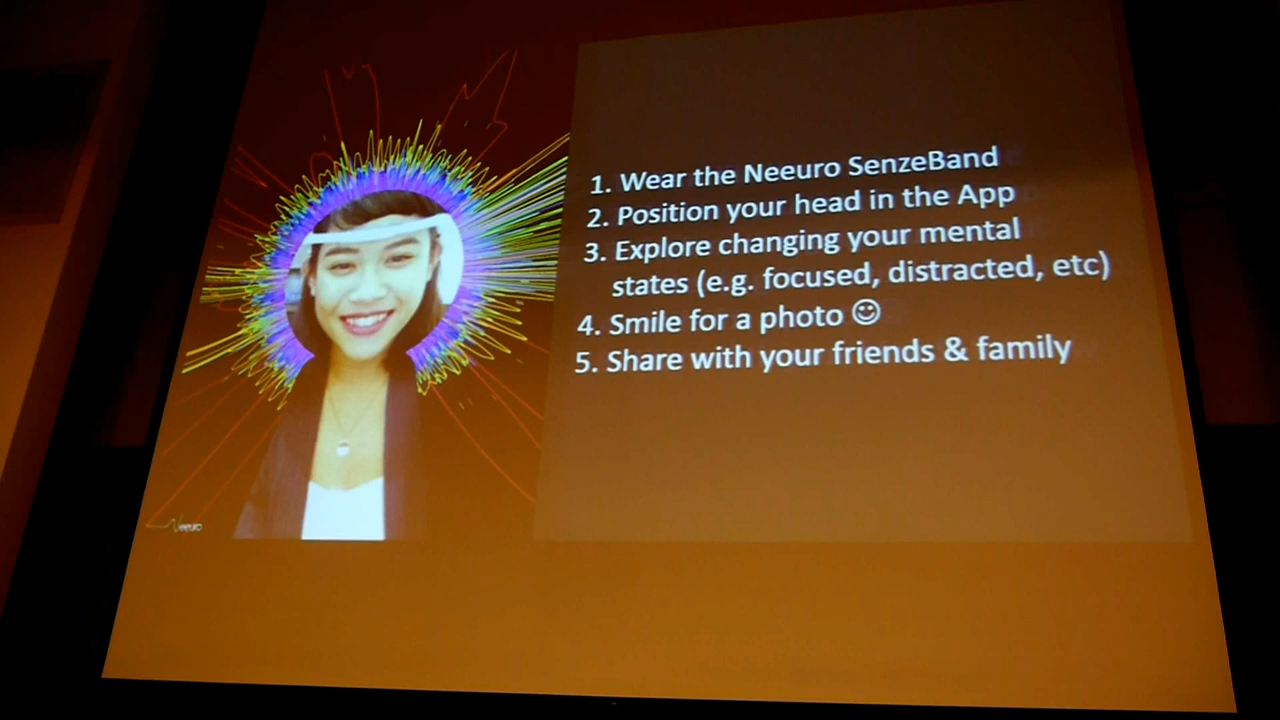 1. Wear the Neeuro SenzeBand
2. Position your head in the App
3. Explore changing your mental
states (e.g. focused, distracted, etc)
4. Smile for a photo ☺
5. Share with your friends & family
Neeuro